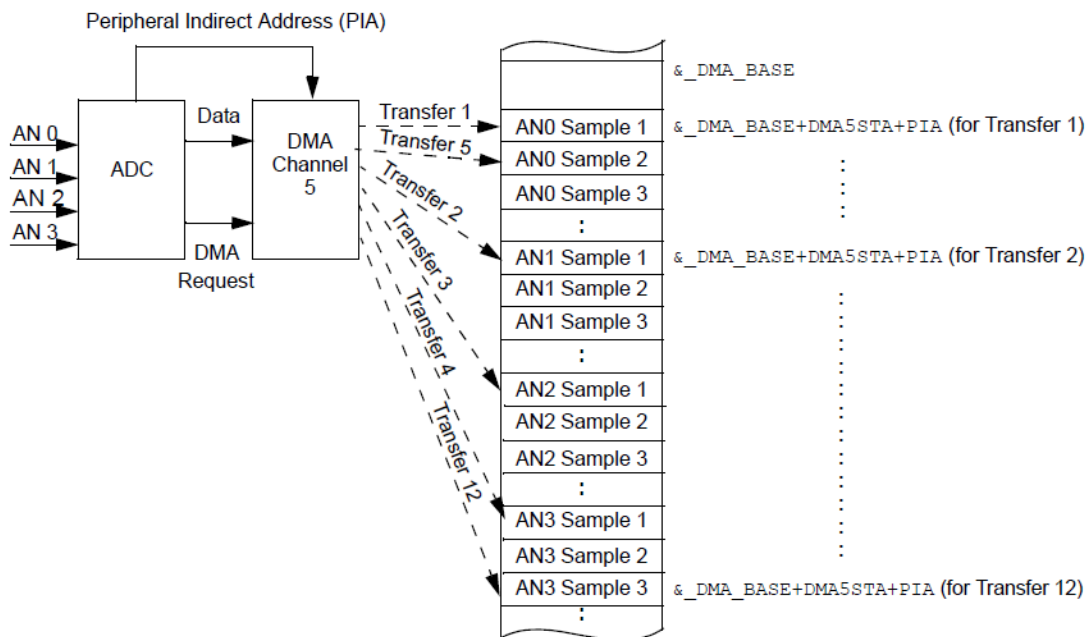 Peripheral Indirect Address (PIA)
AN 0
AN 1
AN 2
AN 3
ADC
Data
DMA
Request
DMA
Channel
5
Transfer 1
Transfer 5
Transfer 2
Transfer 3
Transfer 4
Transfer 12
&_DMA_BASE
AN0 Sample 1
&_DMA_BASE+DMA5STA+PIA (for Transfer 1)
AN0 Sample 2
AN0 Sample 3
:
AN1 Sample 1
&_DMA_BASE+DMA5STA+PIA (for Transfer 2)
AN1 Sample 2
AN1 Sample 3
:
AN2 Sample 1
AN2 Sample 2
AN2 Sample 3
:
AN3 Sample 1
AN3 Sample 2
AN3 Sample 3
&_DMA_BASE+DMA5STA+PIA (for Transfer 12)
: